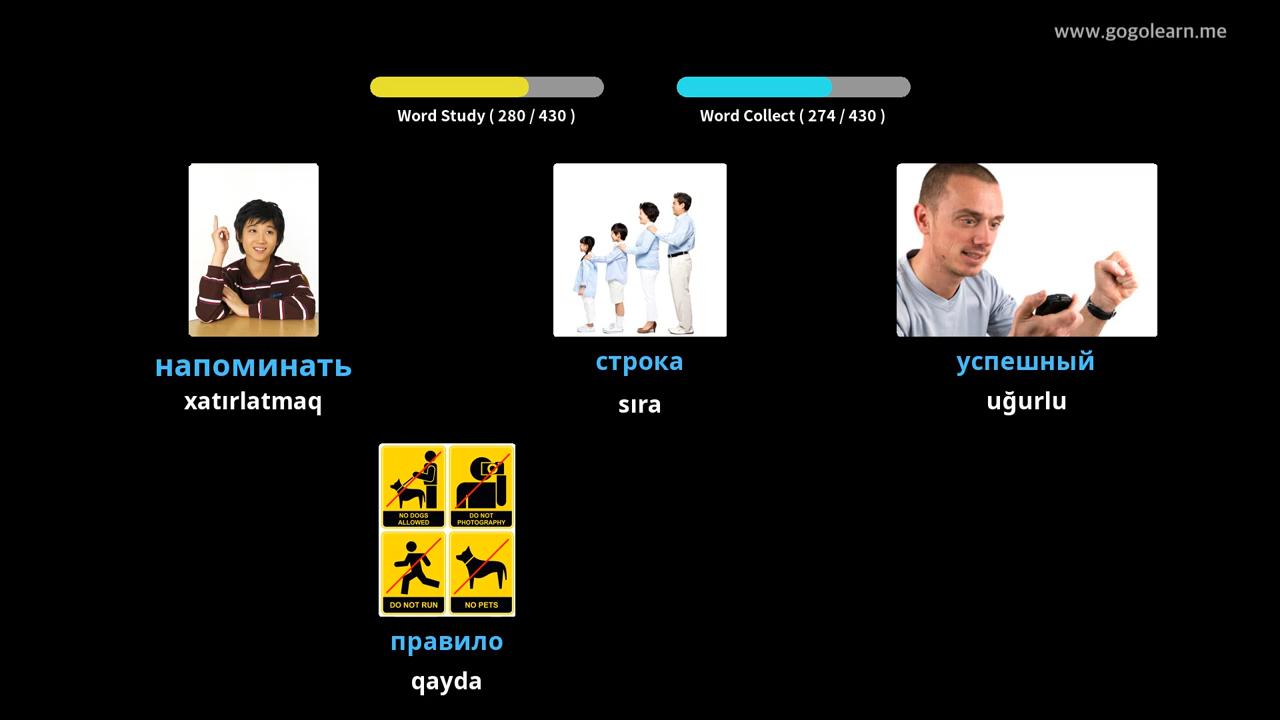 www.gogolearn.me
Word Study ( 280 / 430 )
Word Collect ( 274 / 430 )
напоминать
xatırlatmaq
строка
sıra
успешный
uğurlu
NO DOGS
ALLOWED
DO NOT
PHOTOGRAPHY
DO NOT RUN
NO PETS
правило
qayda